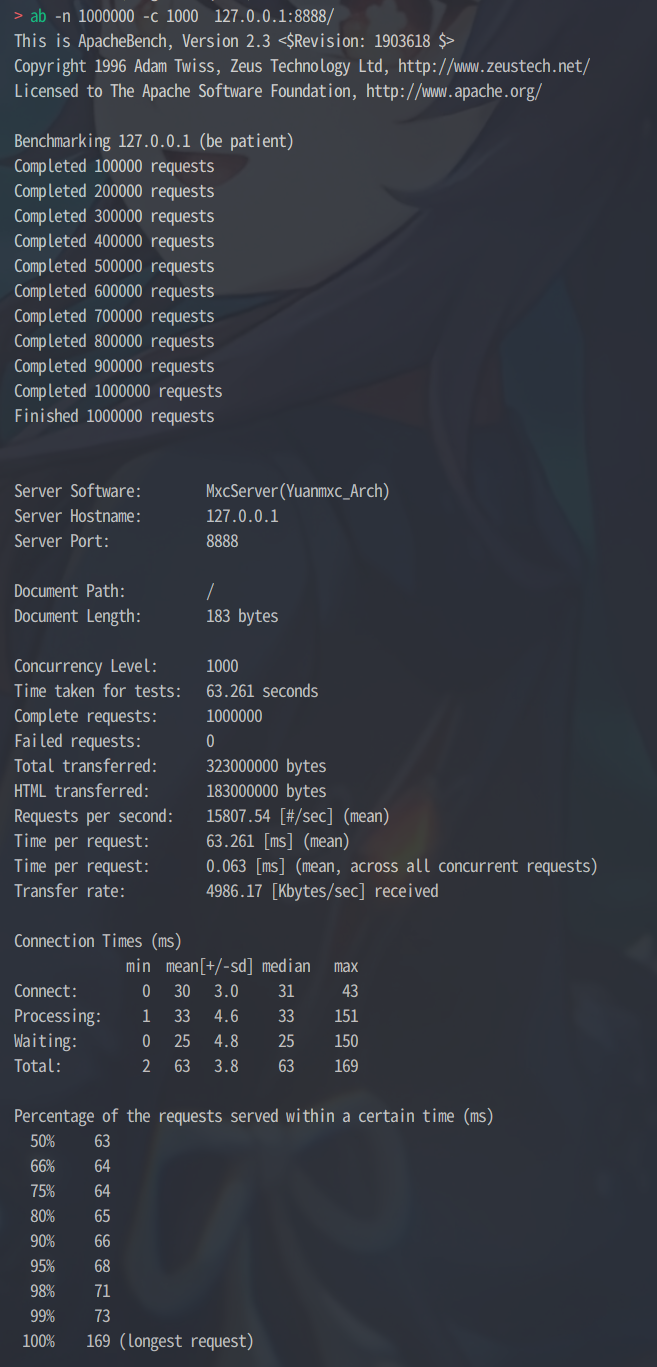 > ab -n 1000000 -c 1000  127.0.0.1:8888/
This is ApacheBench, Version 2.3 <$Revision: 1903618 $>
Copyright 1996 Adam Twiss, Zeus Technology Ltd, http://www.zeustech.net/
Licensed to The Apache Software Foundation, http://www.apache.org/

Benchmarking 127.0.0.1 (be patient)
Completed 100000 requests
Completed 200000 requests
Completed 300000 requests
Completed 400000 requests
Completed 500000 requests
Completed 600000 requests
Completed 700000 requests
Completed 800000 requests
Completed 900000 requests
Completed 1000000 requests
Finished 1000000 requests


Server Software:        MxcServer(Yuanmxc_Arch)
Server Hostname:        127.0.0.1
Server Port:            8888

Document Path:          /
Document Length:        183 bytes

Concurrency Level:      1000
Time taken for tests:   63.261 seconds
Complete requests:      1000000
Failed requests:        0
Total transferred:      323000000 bytes
HTML transferred:       183000000 bytes
Requests per second:    15807.54 [#/sec] (mean)
Time per request:       63.261 [ms] (mean)
Time per request:       0.063 [ms] (mean, across all concurrent requests)
Transfer rate:          4986.17 [Kbytes/sec] received

Connection Times (ms)
              min  mean[+/-sd] median   max
Connect:        0   30   3.0     31      43
Processing:     1   33   4.6     33     151
Waiting:        0   25   4.8     25     150
Total:          2   63   3.8     63     169

Percentage of the requests served within a certain time (ms)
  50%     63
  66%     64
  75%     64
  80%     65
  90%     66
  95%     68
  98%     71
  99%     73
 100%    169 (longest request)